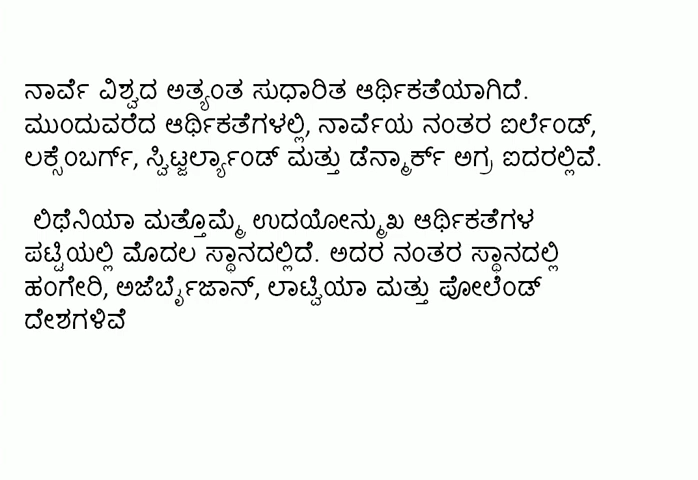 ನಾರ್ವೆ ವಿಶ್ವದ ಅತ್ಯಂತ ಸುಧಾರಿತ ಆರ್ಥಿಕತೆಯಾಗಿದೆ.
ಮುಂದುವರೆದ ಆರ್ಥಿಕತೆಗಳಲ್ಲಿ, ನಾರ್ವೆಯ ನಂತರ ಐರ್ಲೆಂಡ್,
ಲಕ್ಸೆಂಬರ್ಗ್, ಸ್ವಿಟ್ಜರ್ಲ್ಯಾಂಡ್ ಮತ್ತು ಡೆನ್ಮಾರ್ಕ್ ಅಗ್ರ ಐದರಲ್ಲಿವೆ.
ಲಿಥೆನಿಯಾ ಮತ್ತೊಮ್ಮೆ ಉದಯೋನ್ಮುಖ ಆರ್ಥಿಕತೆಗಳ
ಪಟ್ಟಿಯಲ್ಲಿ ಮೊದಲ ಸ್ಥಾನದಲ್ಲಿದೆ. ಅದರ ನಂತರ ಸ್ಥಾನದಲ್ಲಿ
ಹಂಗೇರಿ, ಅಜೆರ್ಬೈಜಾನ್, ಲಾಟ್ವಿಯಾ ಮತ್ತು ಪೋಲೆಂಡ್
ದೇಶಗಳಿವೆ